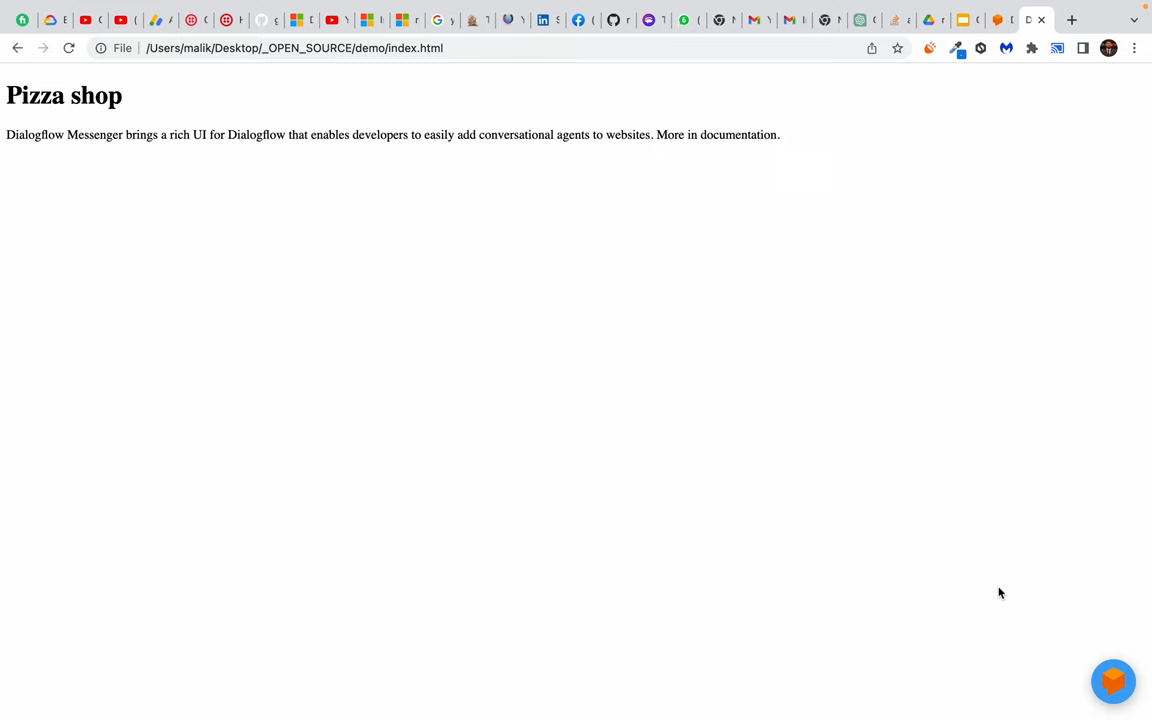 File
/Users/malik/Desktop/_OPEN_SOURCE/demo/index.html
Pizza shop
Dialogflow Messenger brings a rich UI for Dialogflow that enables developers to easily add conversational agents to websites. More in documentation.